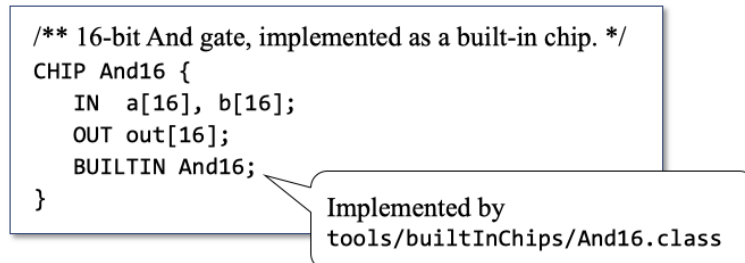 /** 16-bit And gate, implemented as a built-in chip. */
CHIP And16 {
   IN  a[16], b[16];
   OUT out[16];
   BUILTIN And16;
}
Implemented by
tools/builtInChips/And16.class